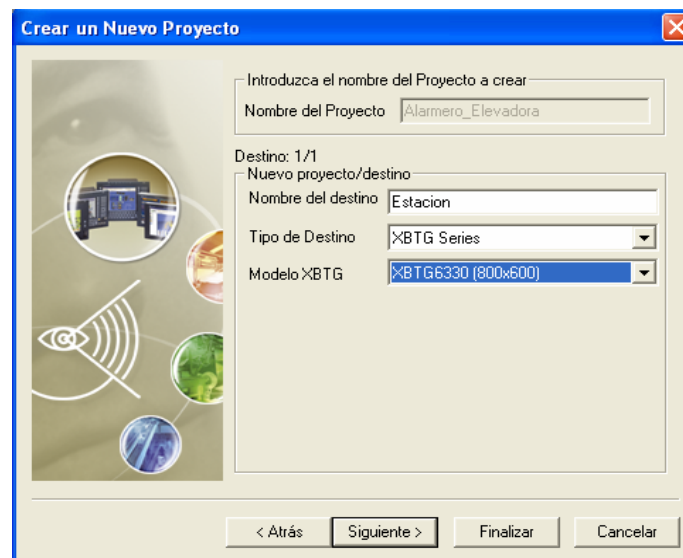 Crear un Nuevo Proyecto
Introduzca el nombre del Proyecto a crear
Nombre del Proyecto Alarmero_Elevadora
Destino: 1/1
Nuevo proyecto/destino
Nombre del destino Estacion
Tipo de Destino XBTG Series
Modelo XBTG XBTG6330 (800x600)
< Atrás Siguiente > Finalizar Cancelar